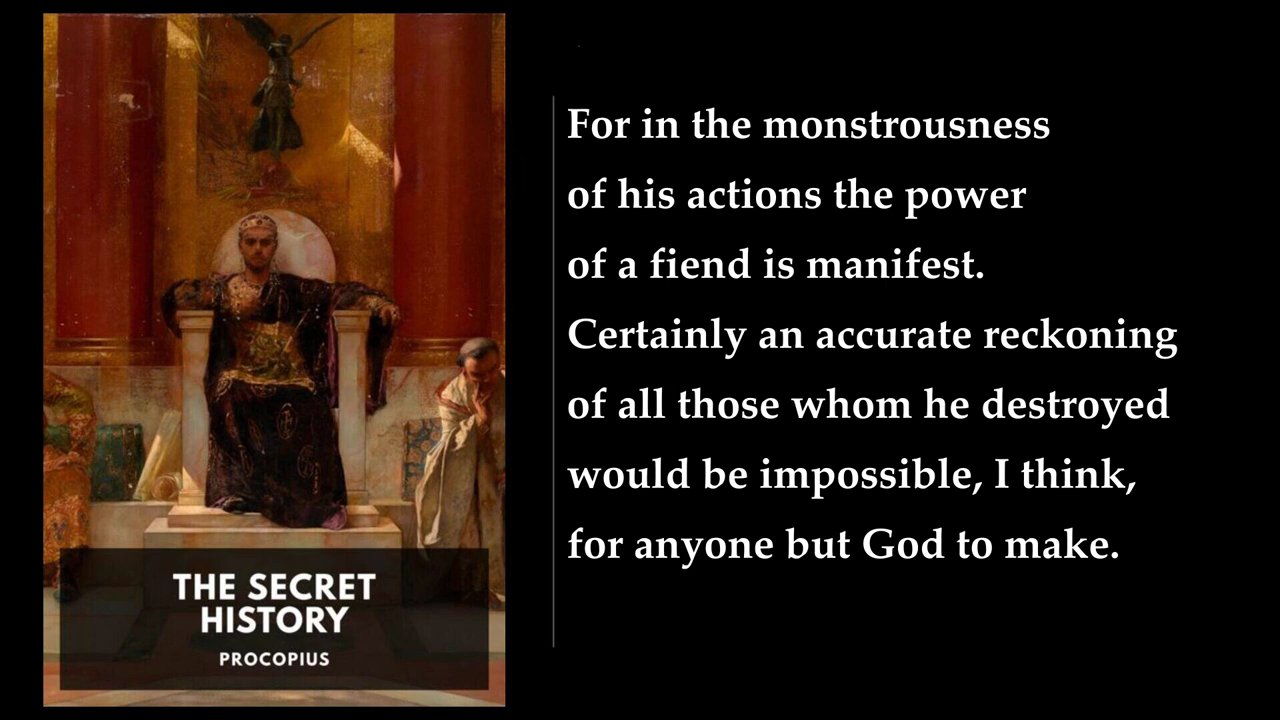 THE SECRET
HISTORY
PROCOPIUS
For in the monstrousness
of his actions the power
of a fiend is manifest.
Certainly an accurate reckoning
of all those whom he destroyed
would be impossible, I think,
for anyone but God to make.